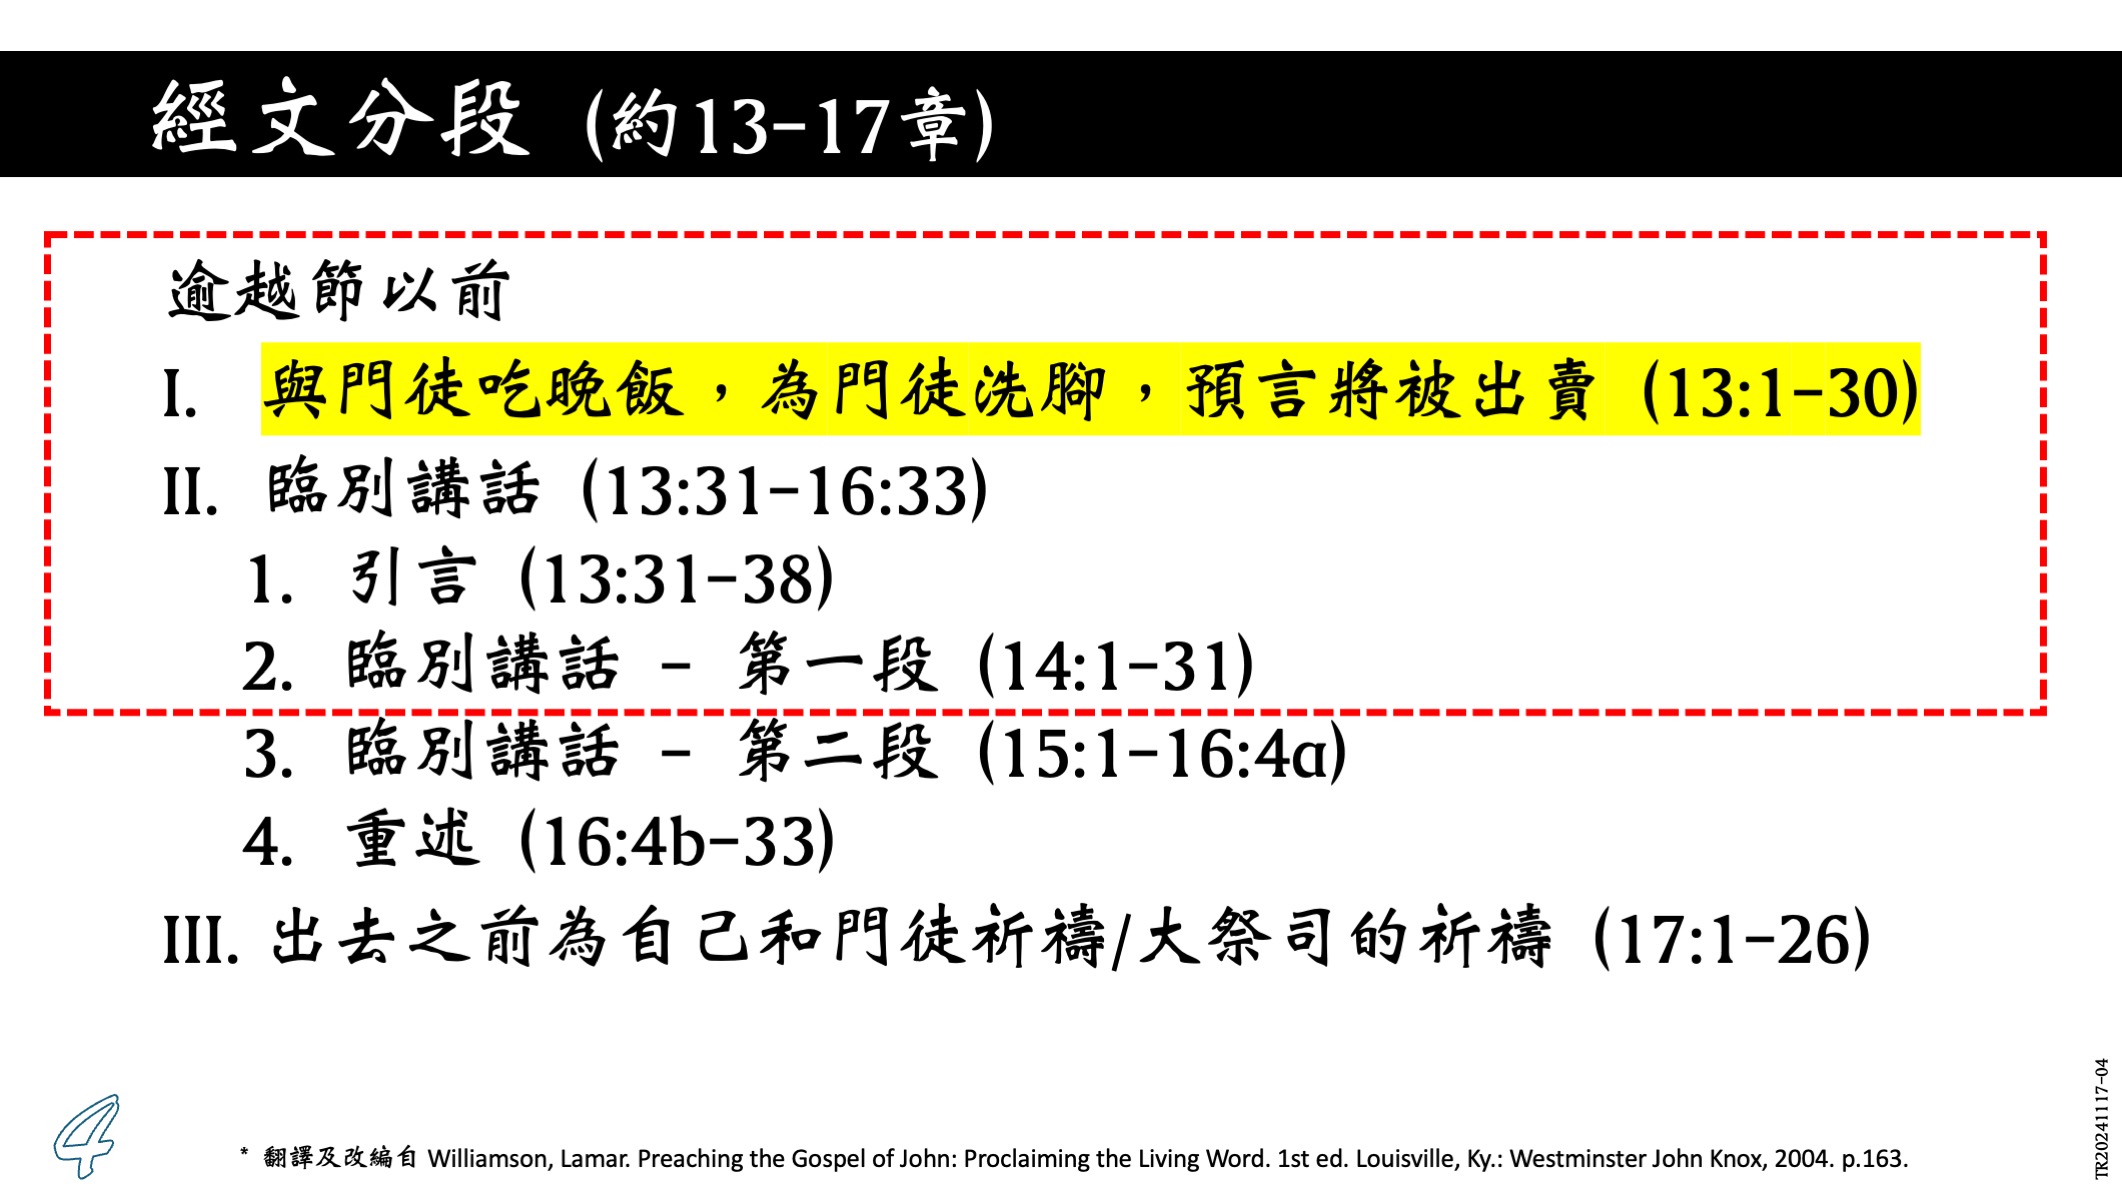 經文分段 (約13-17章)
逾越節以前
I. 與門徒吃晚飯，為門徒洗腳，預言將被出賣 (13:1-30)
II. 臨別講話 (13:31-16:33)
1. 引言 (13:31-38)
2. 臨別講話 - 第一段 (14:1-31)
3. 臨別講話 - 第二段 (15:1-16:4a)
4. 重述 (16:4b-33)
III. 出去之前為自己和門徒祈禱/大祭司的祈禱 (17:1-26)
4
* 翻譯及改編自 Williamson, Lamar. Preaching the Gospel of John: Proclaiming the Living Word. 1st ed. Louisville, Ky.: Westminster John Knox, 2004. p.163.
TR20241117-04